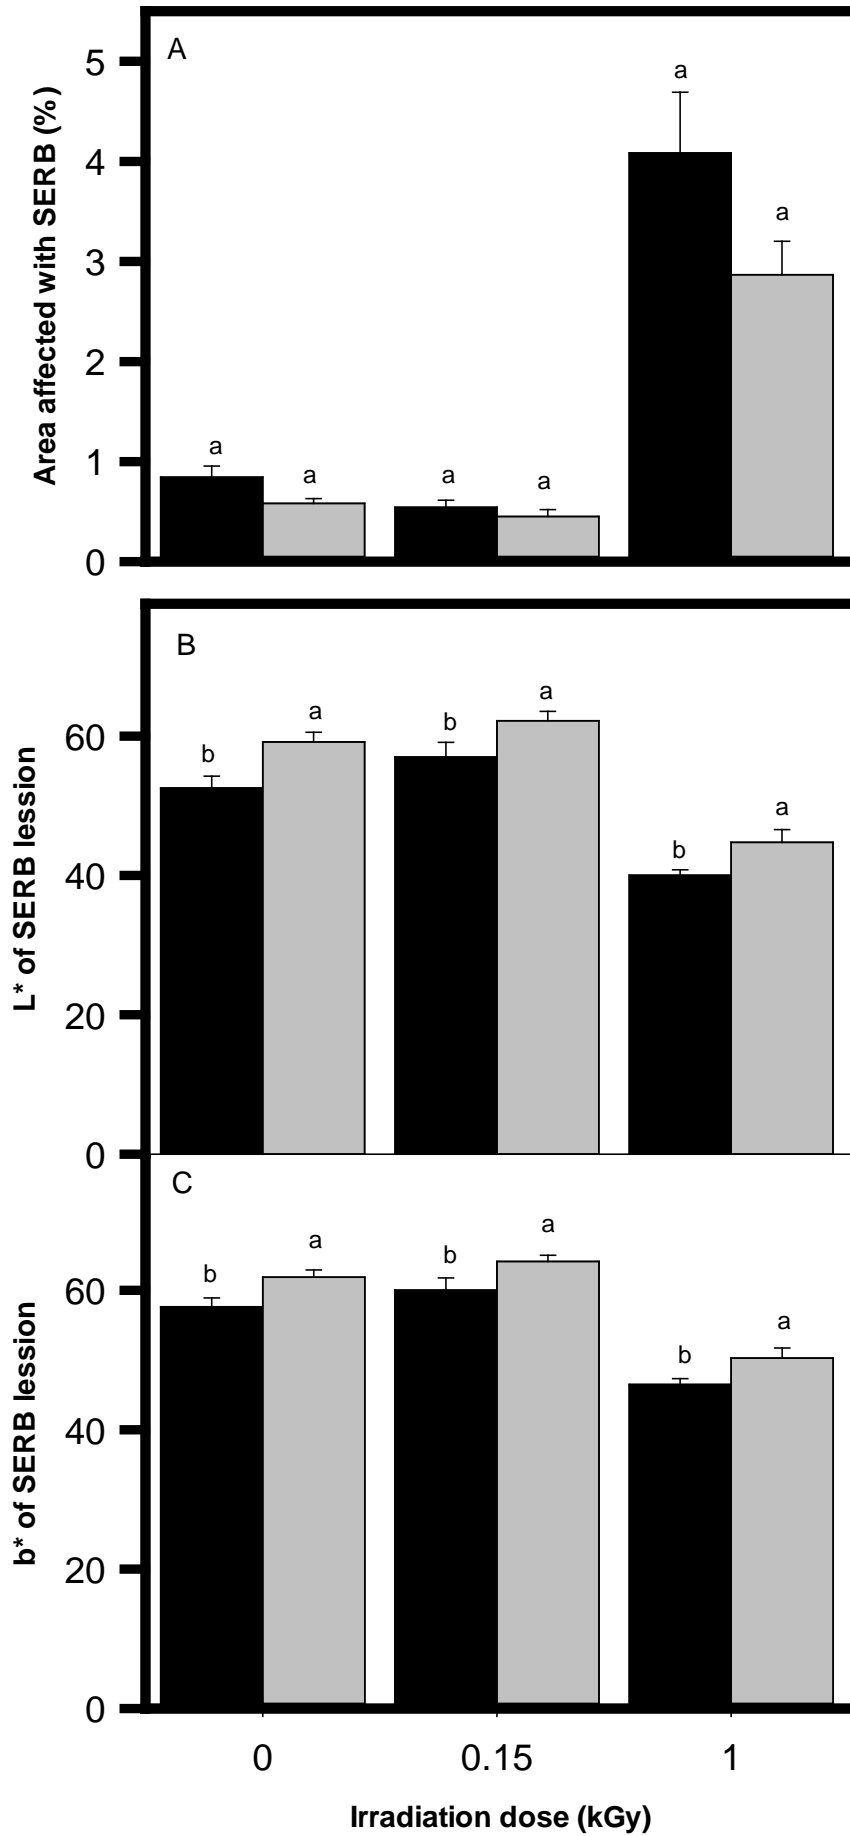 A
Area affected with SERB (%)
5
4
3
2
1
0
a
a
a
a
a
a
B
L* of SERB lession
60
40
20
0
b
a
b
a
b
a
C
b* of SERB lession
60
40
20
0
b
a
b
a
b
a
0 0.15 1
Irradiation dose (kGy)